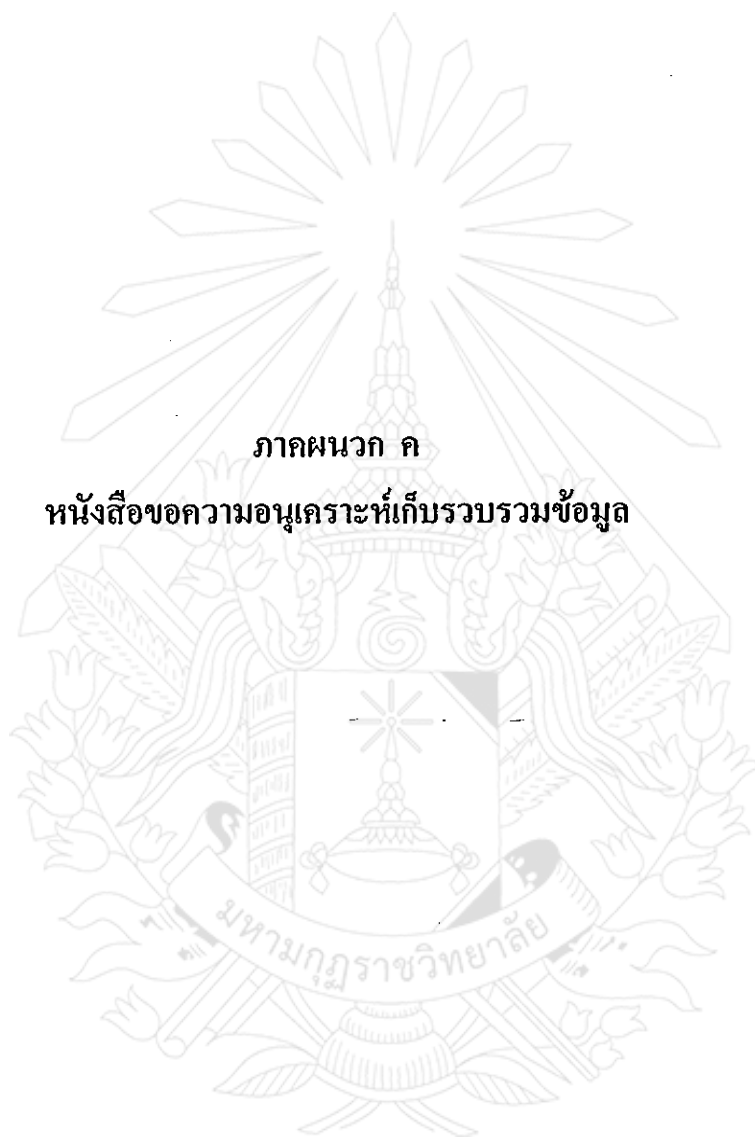 ภาคผนวก ค
หนังสือขอความอนุเคราะห์เก็บรวบรวมข้อมูล
มหามกุฏราชวิทยาลัย